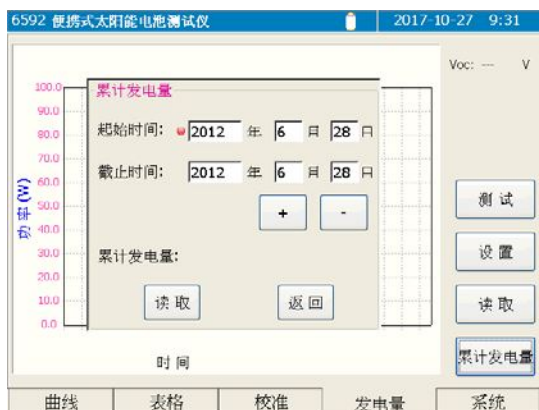 6592 便携式太阳能电池测试仪 2017-10-27 9:31
Voc: --- V
功率(W)
100.0
90.0
80.0
70.0
60.0
50.0
40.0
30.0
20.0
10.0
0.0
时间
累计发电量
起始时间: 2012 年 6 月 28 日
截止时间: 2012 年 6 月 28 日
+ -
累计发电量:
读取 返回
测试
设置
读取
累计发电量
曲线 表格 校准 发电量 系统